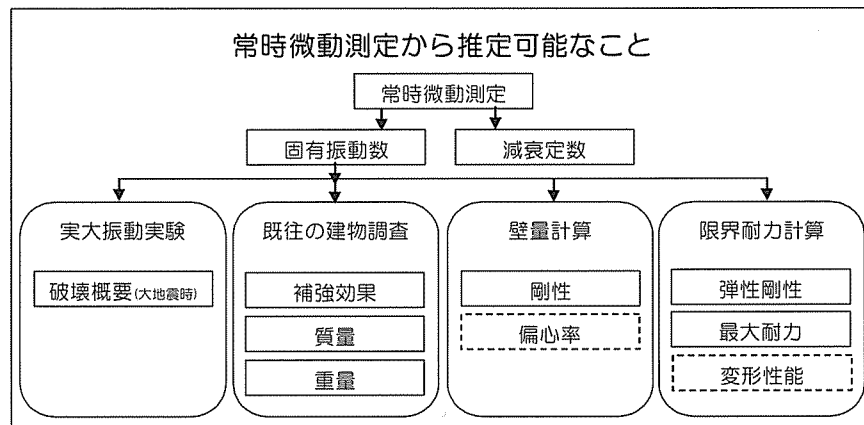 常時微動測定から推定可能なこと
常時微動測定
固有振動数
減衰定数
実大振動実験
破壊概要(大地震時)
既往の建物調査
補強効果
質量
重量
壁量計算
剛性
偏心率
限界耐力計算
弾性剛性
最大耐力
変形性能